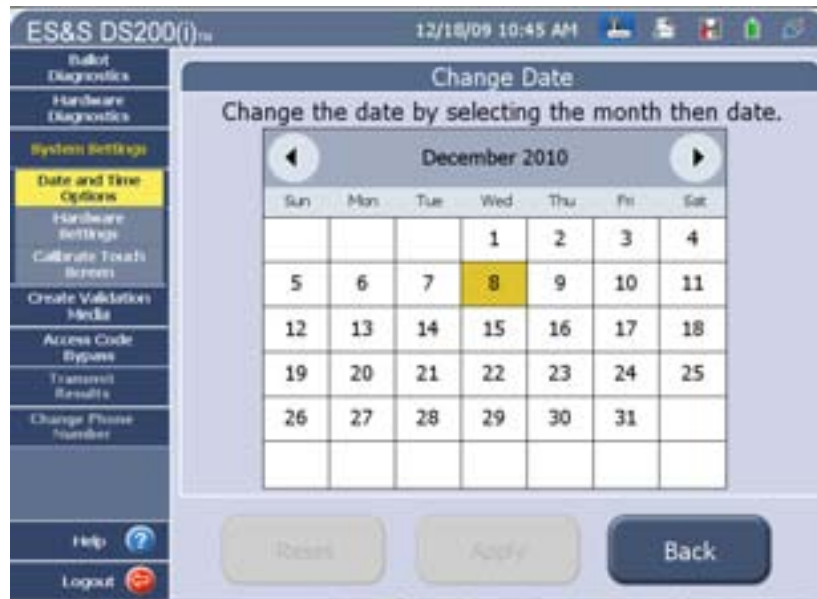 ES&S DS200(i)™ 12/18/09 10:45 AM
Ballot
Diagnostics
Hardware
Diagnostics
System Settings
Date and Time
Options
Hardware
Settings
Calibrate Touch
Screen
Create Validation
Media
Access Code
Bypass
Transmit
Results
Change Phone
Number
Help ?
Logout
Change Date
Change the date by selecting the month then date.
December 2010
Sun Mon Tue Wed Thu Fri Sat
1 2 3 4
5 6 7 8 9 10 11
12 13 14 15 16 17 18
19 20 21 22 23 24 25
26 27 28 29 30 31
Reset Apply Back